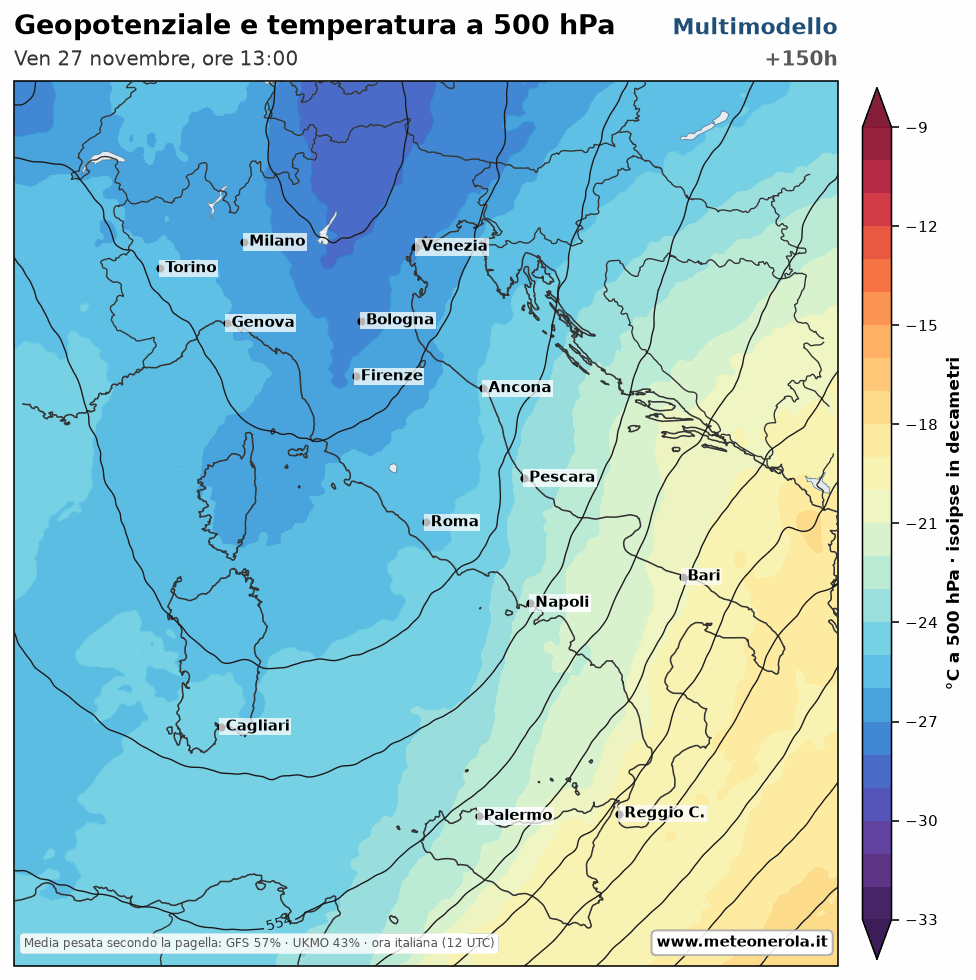 Geopotenziale e temperatura a 500 hPa
Multimodello
Ven 27 novembre, ore 13:00
+150h
Milano
Venezia
Torino
Genova
Bologna
Firenze
Ancona
Pescara
Roma
Bari
Napoli
Cagliari
Palermo
Reggio C.
554
Media pesata secondo la pagella: GFS 57% · UKMO 43% · ora italiana (12 UTC)
www.meteonerola.it
−9
−12
−15
−18
−21
−24
−27
−30
−33
°C a 500 hPa · isoipse in decametri